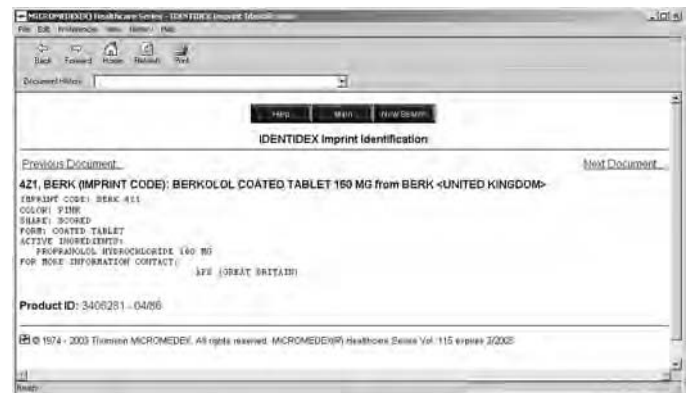 MICROMEDEX(R) Healthcare Series - IDENTIDEX Imprint Identification
File Edit Preferences View History Help
Back Forward Home Refresh Print
Document History
Help Main New Search
IDENTIDEX Imprint Identification
Previous Document Next Document
4Z1, BERK (IMPRINT CODE): BERKOLOL COATED TABLET 160 MG from BERK <UNITED KINGDOM>
IMPRINT CODE: BERK 4Z1
COLOR: PINK
SHAPE: SCORED
FORM: COATED TABLET
ACTIVE INGREDIENTS:
PROPRANOLOL HYDROCHLORIDE 160 MG
FOR MORE INFORMATION CONTACT:
APS (GREAT BRITAIN)
Product ID: 3406281 - 04/86
© 1974 - 2003 Thomson MICROMEDEX. All rights reserved. MICROMEDEX(R) Healthcare Series Vol. 115 expires 3/2003.
Ready